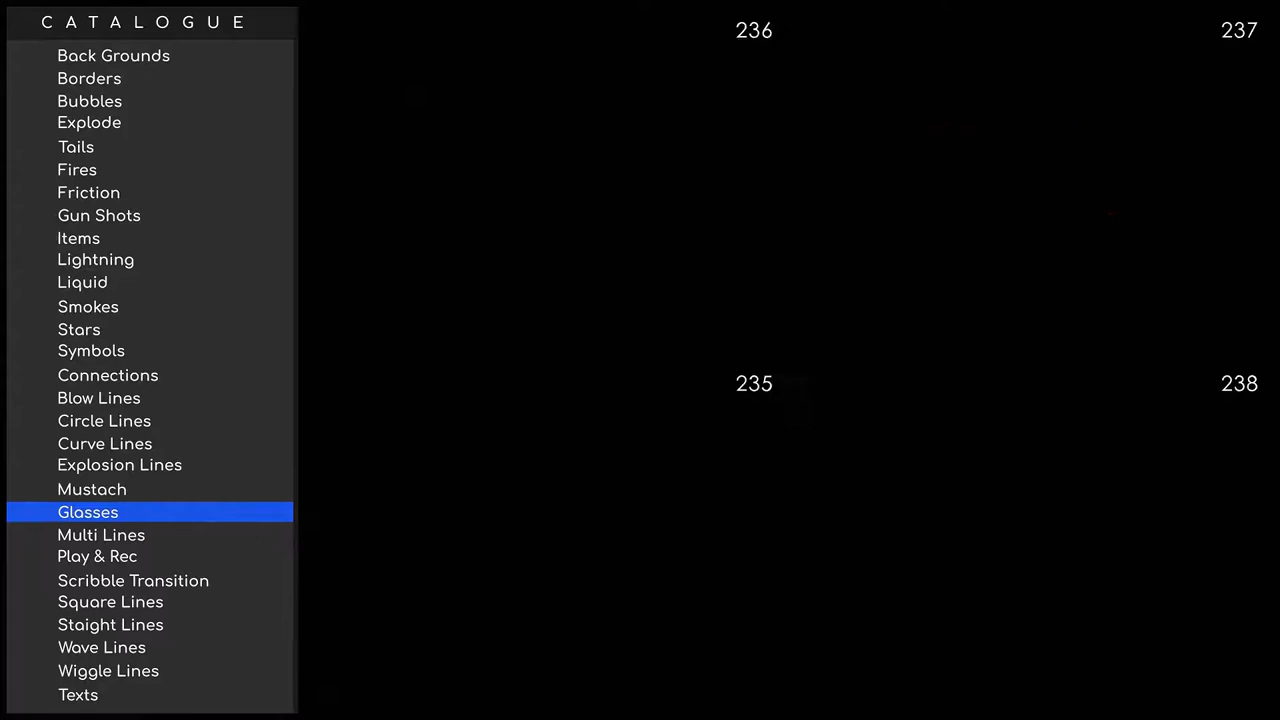 CATALOGUE
Back Grounds
Borders
Bubbles
Explode
Tails
Fires
Friction
Gun Shots
Items
Lightning
Liquid
Smokes
Stars
Symbols
Connections
Blow Lines
Circle Lines
Curve Lines
Explosion Lines
Mustach
Glasses
Multi Lines
Play & Rec
Scribble Transition
Square Lines
Staight Lines
Wave Lines
Wiggle Lines
Texts
236
237
235
238